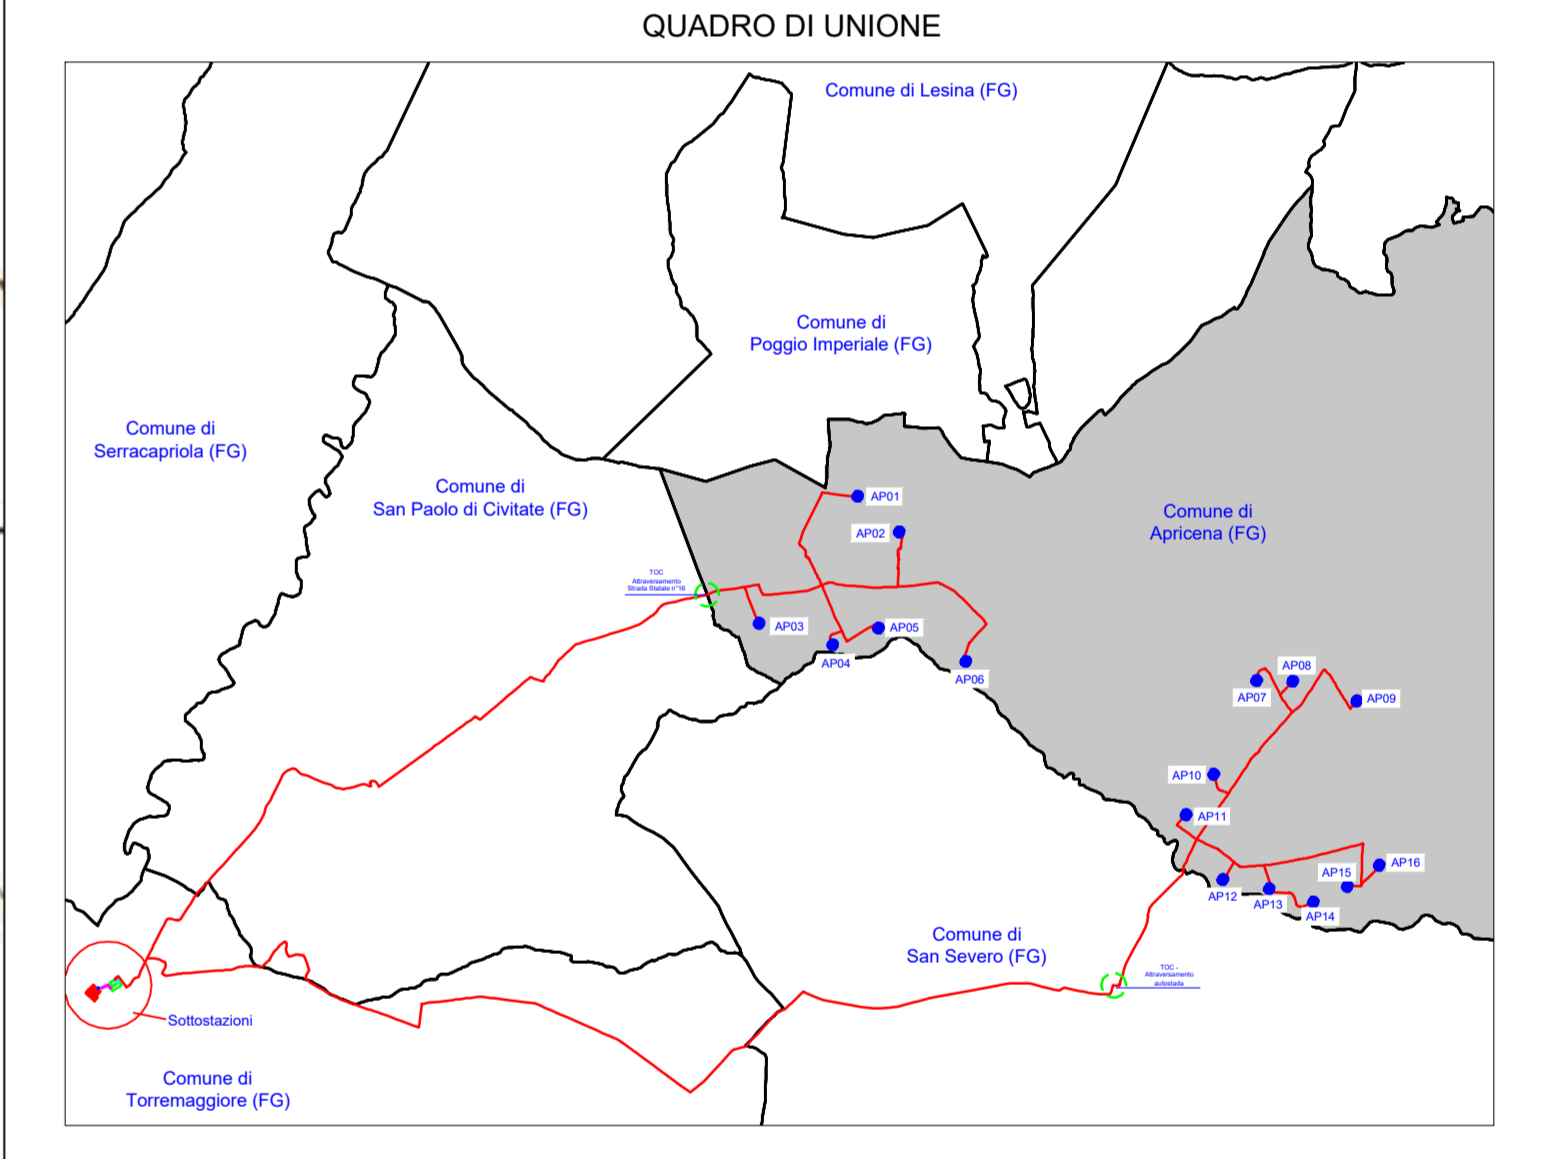 QUADRO DI UNIONE
Comune di Lesina (FG)
Comune di
Poggio Imperiale (FG)
Comune di
Serracapriola (FG)
Comune di
San Paolo di Civitate (FG)
Comune di
Apricena (FG)
AP01
AP02
TOC
Attraversamento
Strada Statale n°16
AP03
AP05
AP04
AP06
AP08
AP07
AP09
AP10
AP11
AP16
AP15
AP12
AP13
AP14
Comune di
San Severo (FG)
TOC -
Attraversamento
autostada
Sottostazioni
Comune di
Torremaggiore (FG)